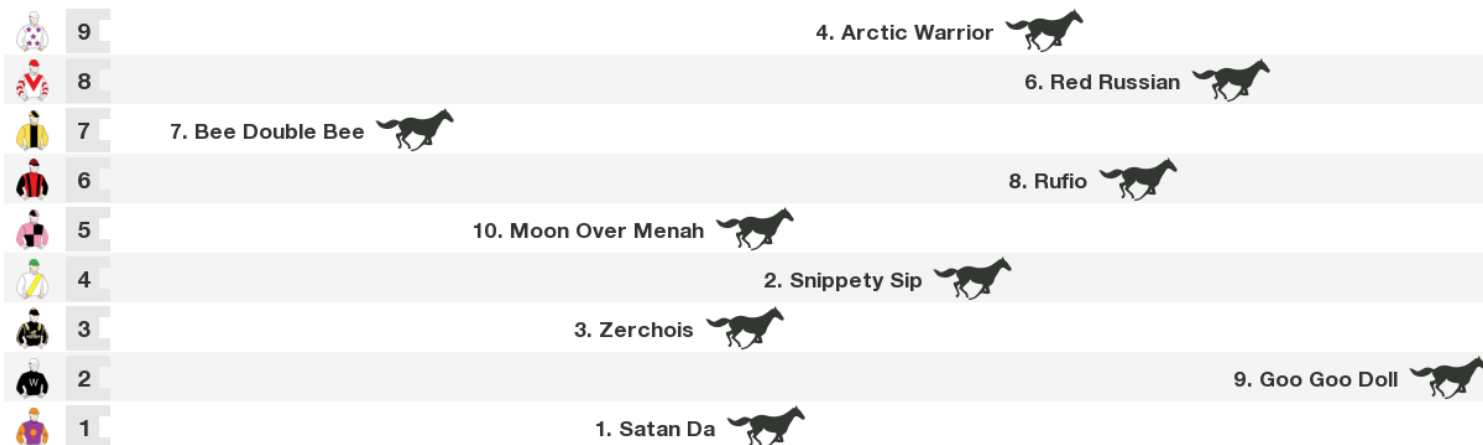 9 4. Arctic Warrior
8 6. Red Russian
7 7. Bee Double Bee
6 8. Rufio
5 10. Moon Over Menah
4 2. Snippety Sip
3 3. Zerchois
W 2 9. Goo Goo Doll
1 1. Satan Da